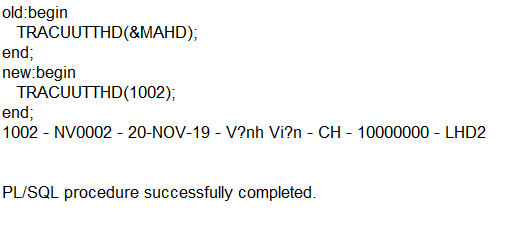 old:begin
TRACUUTTHD(&MAHD);
end;
new:begin
TRACUUTTHD(1002);
end;
1002 - NV0002 - 20-NOV-19 - V?nh Vi?n - CH - 10000000 - LHD2
PL/SQL procedure successfully completed.